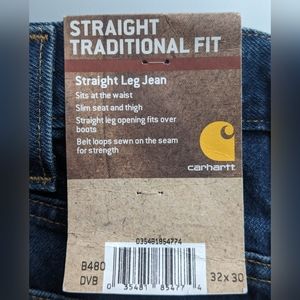 STRAIGHT
TRADITIONAL FIT
Straight Leg Jean
Sits at the waist
Slim seat and thigh
Straight leg opening fits over
boots
Belt loops sewn on the seam
for strength
carhartt
035481854774
B480
DVB
32x30
0 35481 85477 4